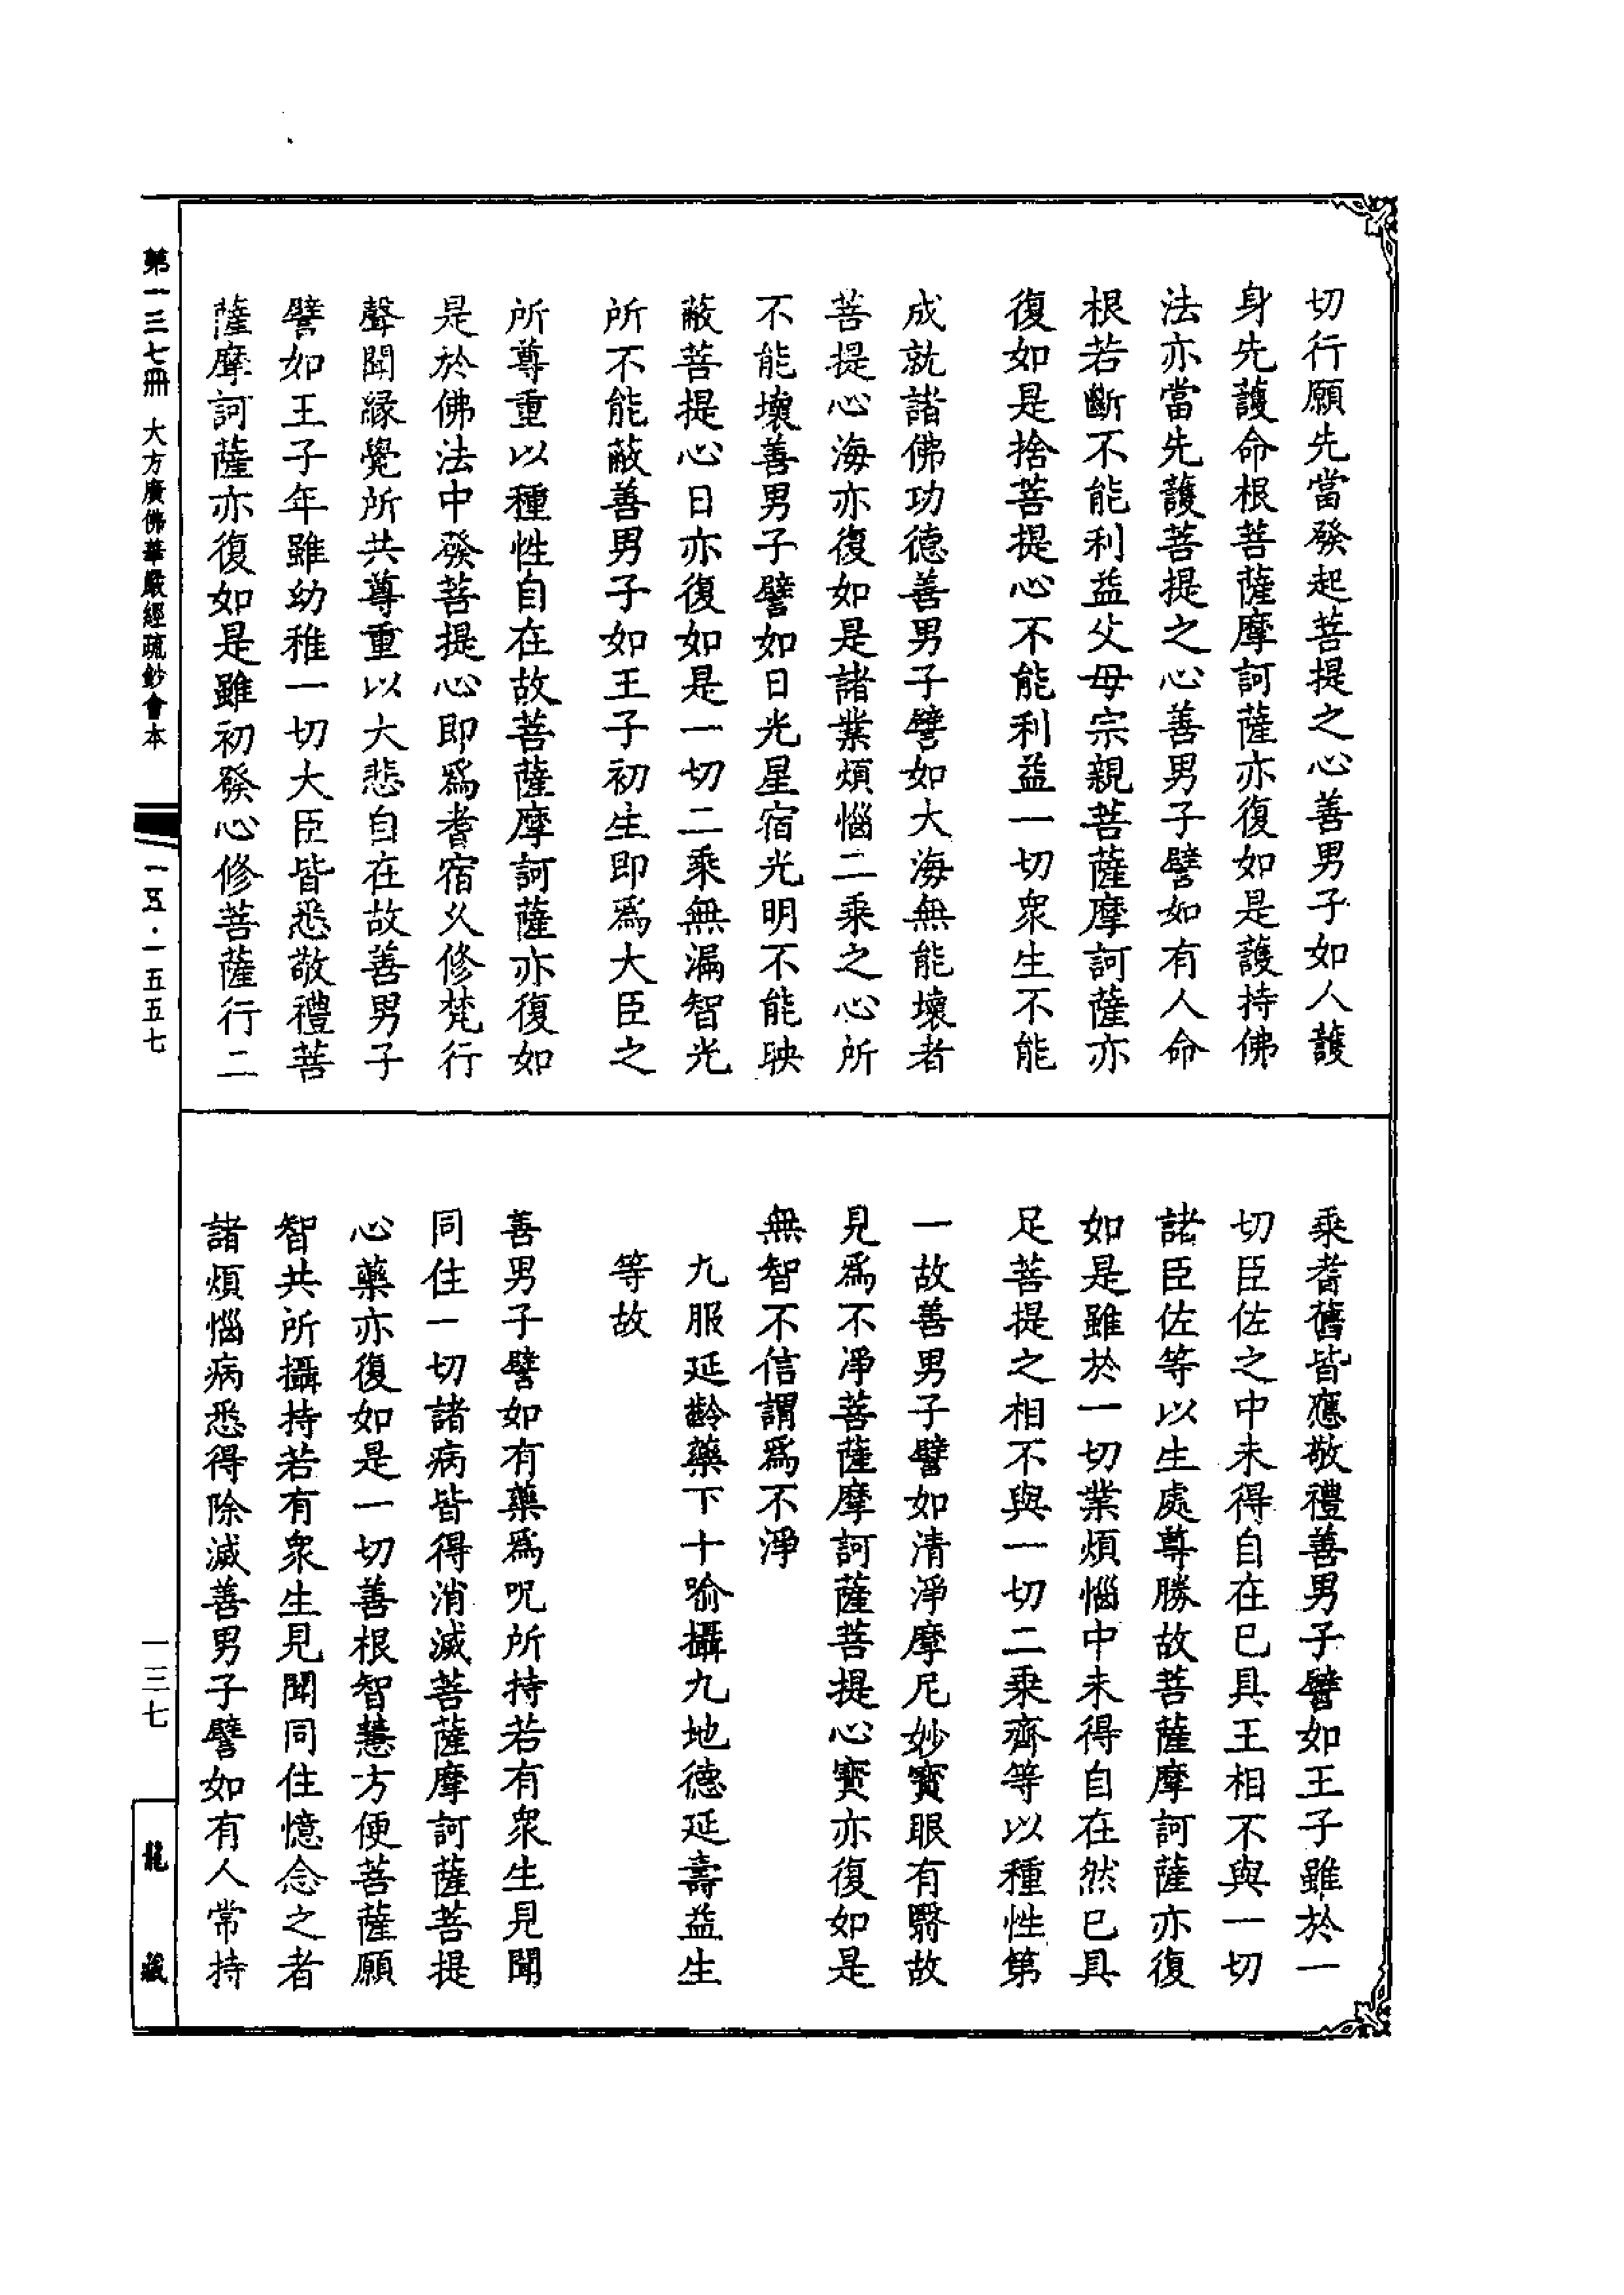 切行願先當發起菩提之心善男子如人護
身先護命根菩薩摩訶薩亦復如是護持佛
法亦當先護菩提之心善男子譬如有人命
根若斷不能利益父母宗親菩薩摩訶薩亦
復如是捨菩提心不能利益一切衆生不能
成就諸佛功德善男子譬如大海無能壞者
菩提心海亦復如是諸業煩惱二乘之心所
不能壞善男子譬如日光星宿光明不能映
蔽菩提心日亦復如是一切二乘無漏智光
所不能蔽善男子如王子初生即爲大臣之
所尊重以種性自在故菩薩摩訶薩亦復如
是於佛法中發菩提心即爲耆宿久修梵行
聲聞緣覺所共尊重以大悲自在故善男子
譬如王子年雖幼稚一切大臣皆悉敬禮菩
薩摩訶薩亦復如是雖初發心修菩薩行二
乘耆舊皆應敬禮善男子譬如王子雖於一
切臣佐之中未得自在已具王相不與一切
諸臣佐等以生處尊勝故菩薩摩訶薩亦復
如是雖於一切業煩惱中未得自在然已具
足菩提之相不與一切二乘齊等以種性第
一故善男子譬如清淨摩尼妙寳眼有翳故
見爲不淨菩薩摩訶薩菩提心寳亦復如是
無智不信謂爲不淨
九服延齡藥下十喻攝九地德延壽益生
等故
善男子譬如有藥爲呪所持若有衆生見聞
同住一切諸病皆得消滅菩薩摩訶薩菩提
心藥亦復如是一切善根智慧方便菩薩願
智共所攝持若有衆生見聞同住憶念之者
諸煩惱病悉得除滅善男子譬如有人常持
第一三七冊 大方廣佛華嚴經疏鈔會本
一五·一五五七
一三七
龍藏